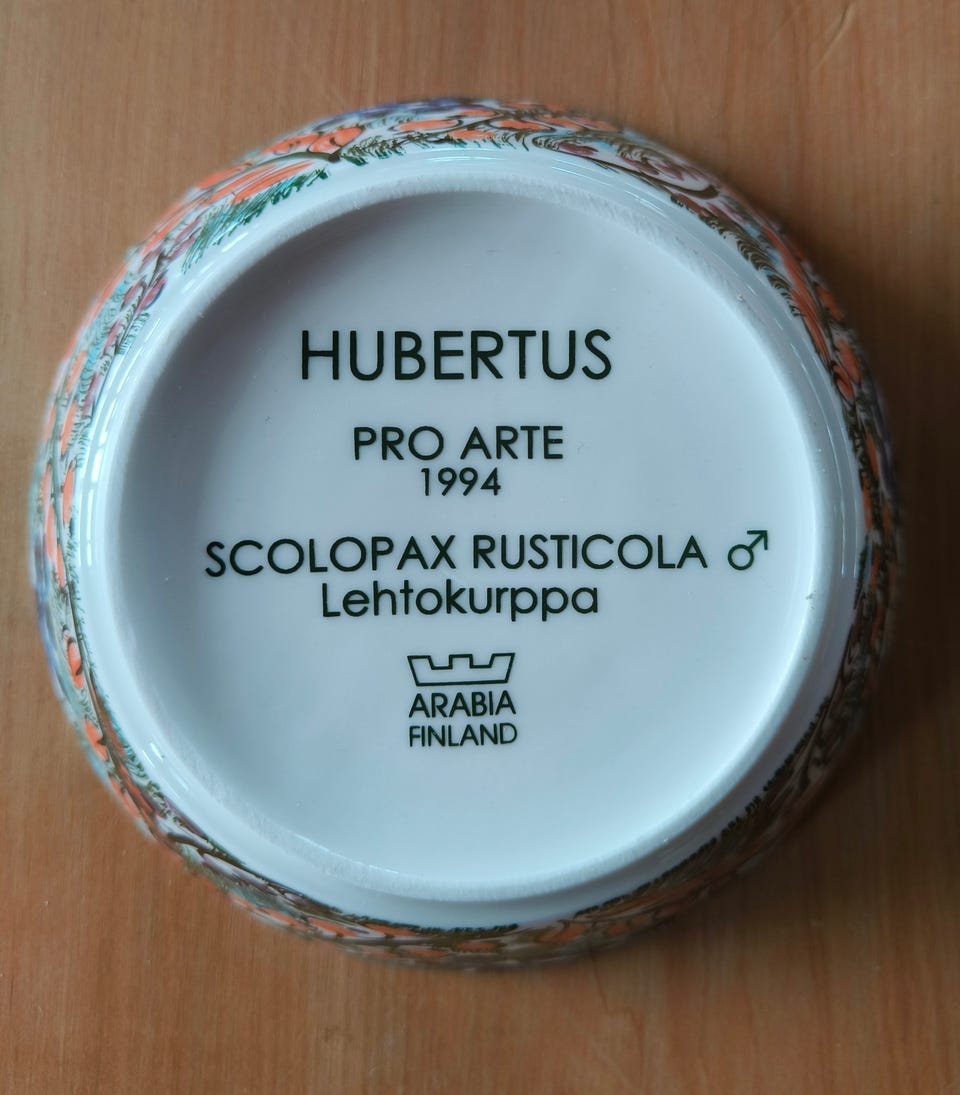 HUBERTUS
PRO ARTE
1994
SCOLOPAX RUSTICOLA ♂
Lehtokurppa
ARABIA
FINLAND